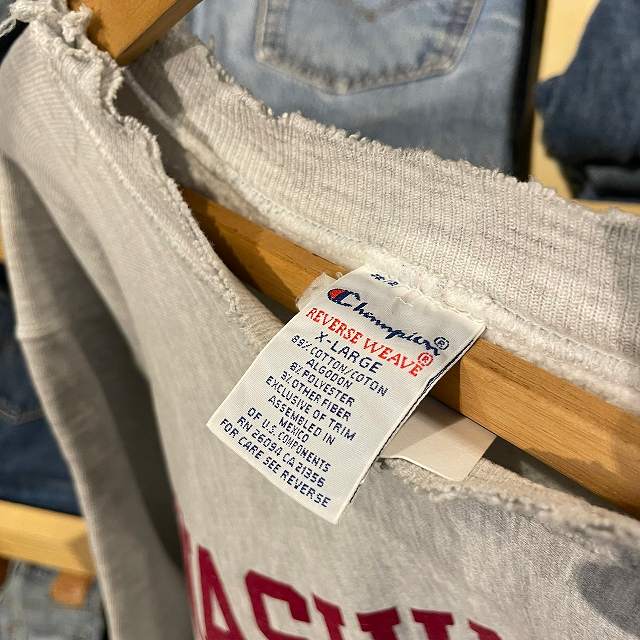 Champion®
REVERSE WEAVE®
X-LARGE
89% COTTON/COTON
ALGODON
8% POLYESTER
3% OTHER FIBER
EXCLUSIVE OF TRIM
ASSEMBLED IN
MEXICO
OF U.S. COMPONENTS
RN 26094 CA 21356
FOR CARE SEE REVERSE